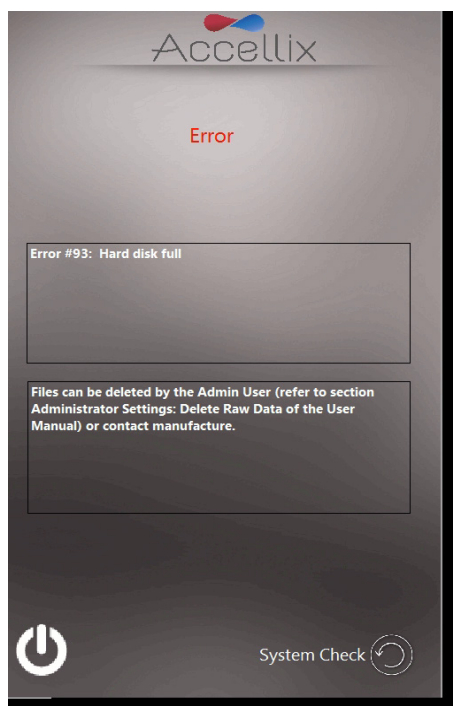 Accellix
Error
Error #93:  Hard disk full
Files can be deleted by the Admin User (refer to section
Administrator Settings: Delete Raw Data of the User
Manual) or contact manufacture.
System Check